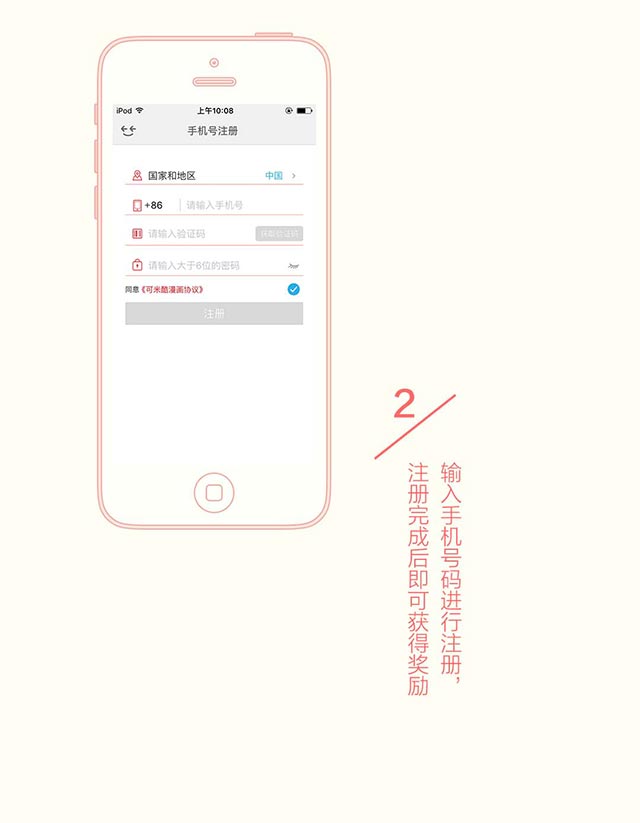 iPod 上午10:08
手机号注册
国家和地区 中国 >
+86 请输入手机号
请输入验证码 获取验证码
请输入大于6位的密码
同意《可米酷漫画协议》
注册
2
输入手机号码进行注册，
注册完成后即可获得奖励